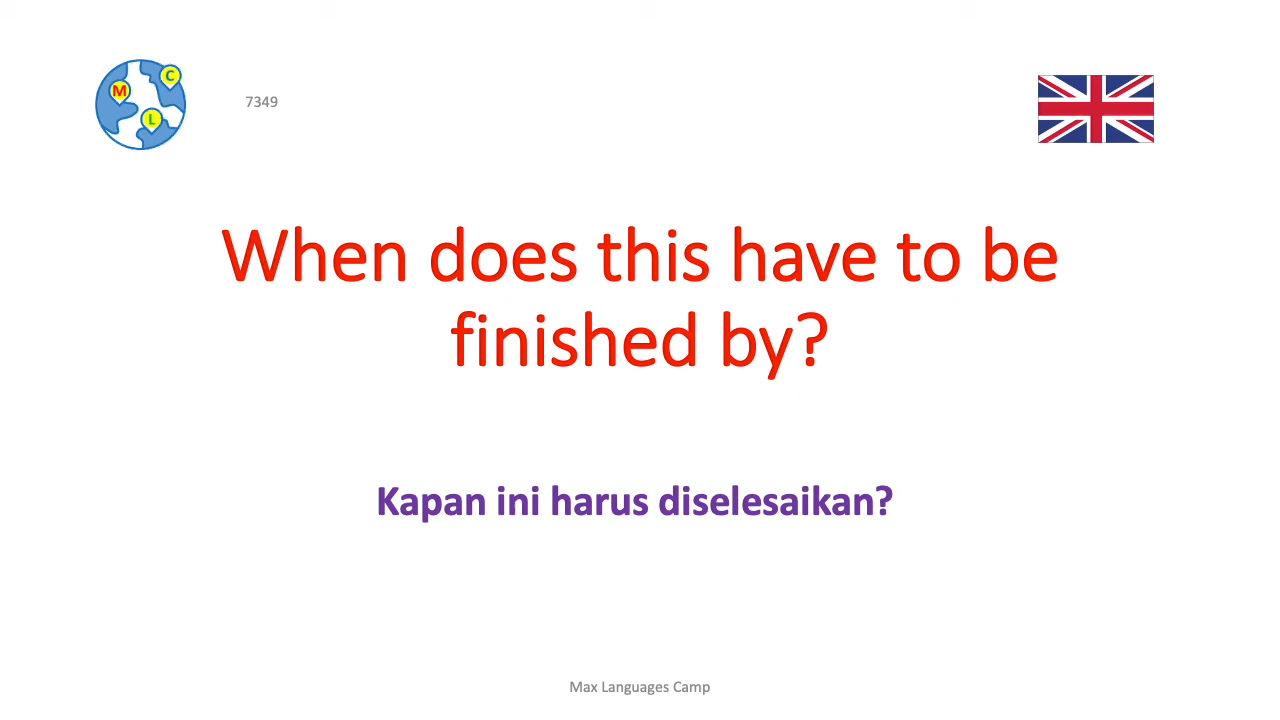 M
C
L
7349
When does this have to be
finished by?
Kapan ini harus diselesaikan?
Max Languages Camp